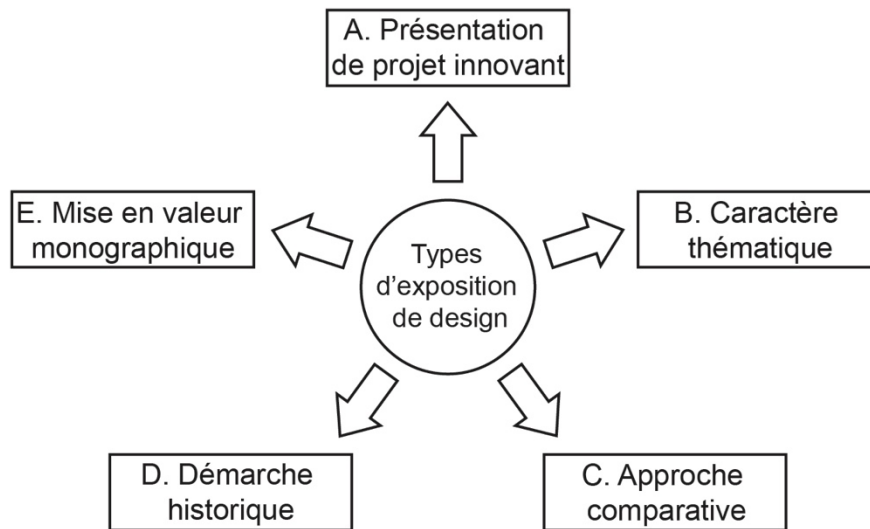 A. Présentation
de projet innovant
E. Mise en valeur
monographique
B. Caractère
thématique
Types
d’exposition
de design
D. Démarche
historique
C. Approche
comparative